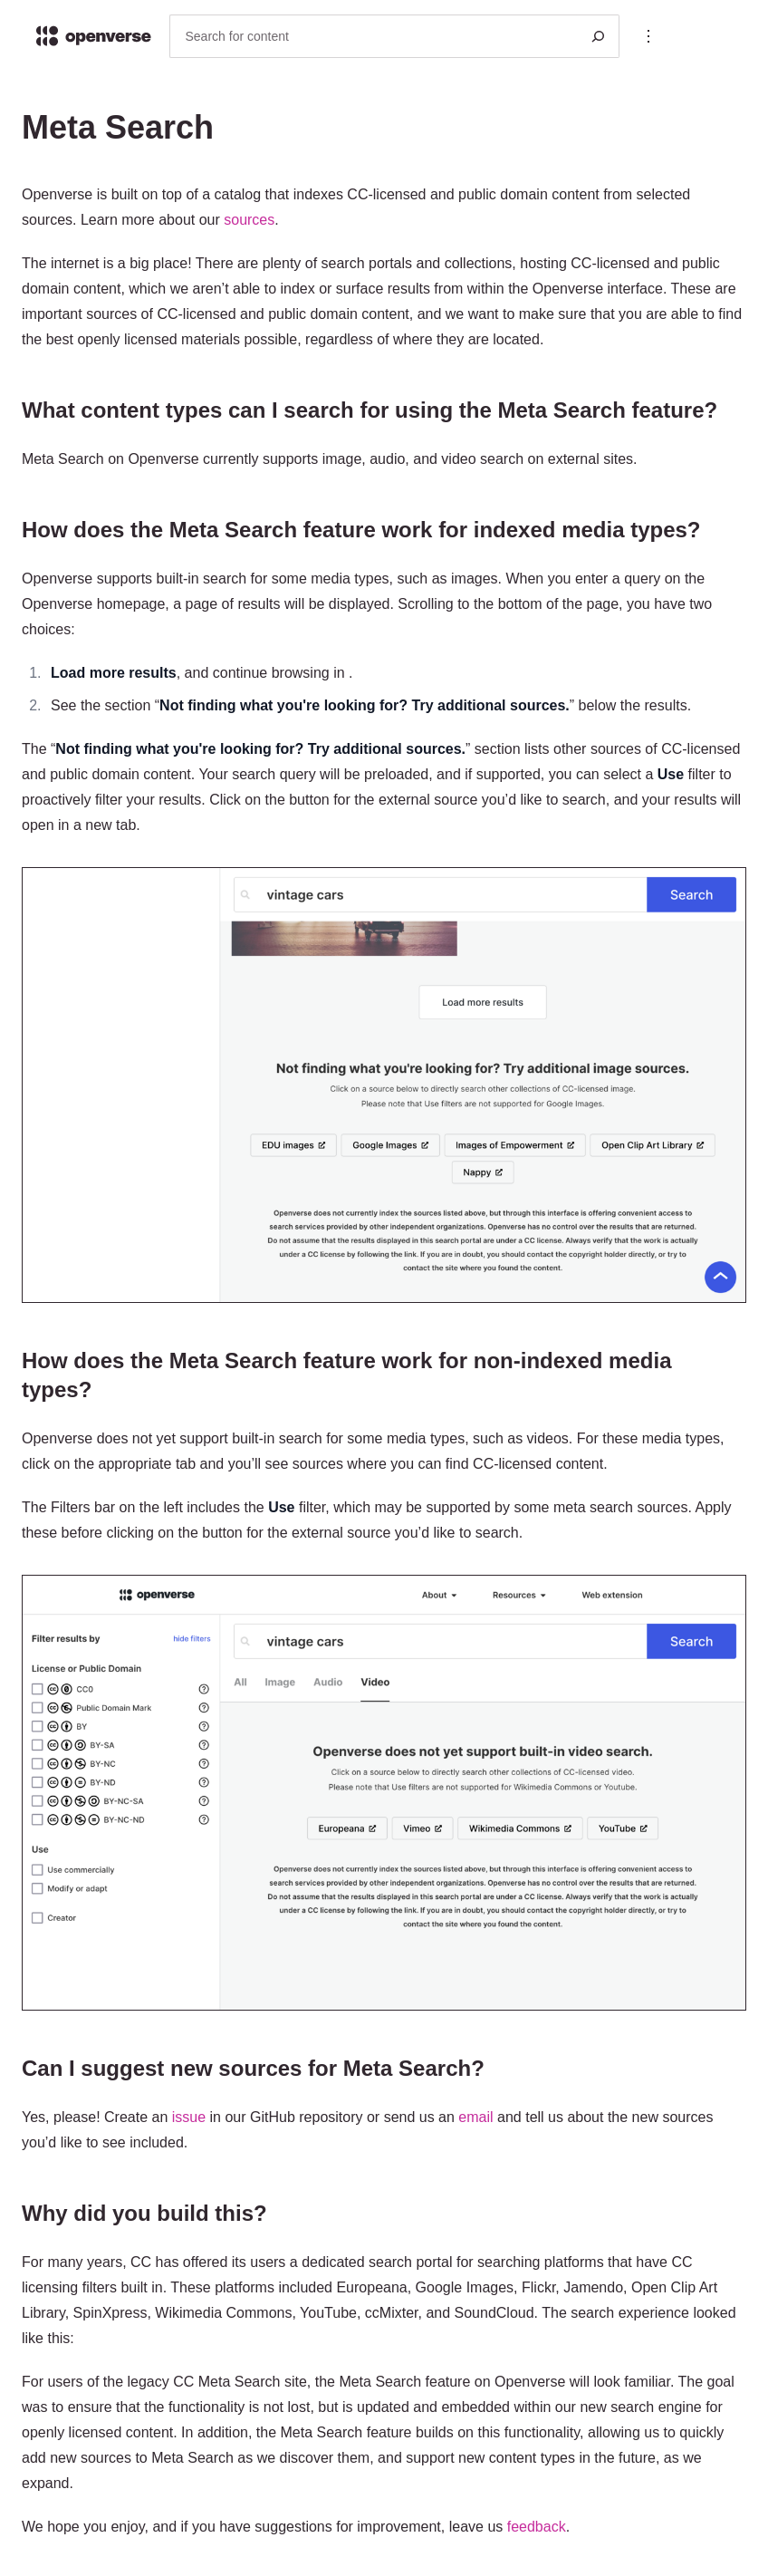 openverse
Search for content
Meta Search
Openverse is built on top of a catalog that indexes CC-licensed and public domain content from selected
sources. Learn more about our sources.
The internet is a big place! There are plenty of search portals and collections, hosting CC-licensed and public
domain content, which we aren’t able to index or surface results from within the Openverse interface. These are
important sources of CC-licensed and public domain content, and we want to make sure that you are able to find
the best openly licensed materials possible, regardless of where they are located.
What content types can I search for using the Meta Search feature?
Meta Search on Openverse currently supports image, audio, and video search on external sites.
How does the Meta Search feature work for indexed media types?
Openverse supports built-in search for some media types, such as images. When you enter a query on the
Openverse homepage, a page of results will be displayed. Scrolling to the bottom of the page, you have two
choices:
1. Load more results, and continue browsing in .
2. See the section “Not finding what you're looking for? Try additional sources.” below the results.
The “Not finding what you're looking for? Try additional sources.” section lists other sources of CC-licensed
and public domain content. Your search query will be preloaded, and if supported, you can select a Use filter to
proactively filter your results. Click on the button for the external source you’d like to search, and your results will
open in a new tab.
vintage cars Search
Load more results
Not finding what you're looking for? Try additional image sources.
Click on a source below to directly search other collections of CC-licensed image.
Please note that Use filters are not supported for Google Images.
EDU images Google Images Images of Empowerment Open Clip Art Library
Nappy
Openverse does not currently index the sources listed above, but through this interface is offering convenient access to
search services provided by other independent organizations. Openverse has no control over the results that are returned.
Do not assume that the results displayed in this search portal are under a CC license. Always verify that the work is actually
under a CC license by following the link. If you are in doubt, you should contact the copyright holder directly, or try to
contact the site where you found the content.
How does the Meta Search feature work for non-indexed media
types?
Openverse does not yet support built-in search for some media types, such as videos. For these media types,
click on the appropriate tab and you’ll see sources where you can find CC-licensed content.
The Filters bar on the left includes the Use filter, which may be supported by some meta search sources. Apply
these before clicking on the button for the external source you’d like to search.
openverse About Resources Web extension
Filter results by hide filters
License or Public Domain
CC0
Public Domain Mark
BY
BY-SA
BY-NC
BY-ND
BY-NC-SA
BY-NC-ND
Use
Use commercially
Modify or adapt
Creator
vintage cars Search
All Image Audio Video
Openverse does not yet support built-in video search.
Click on a source below to directly search other collections of CC-licensed video.
Please note that Use filters are not supported for Wikimedia Commons or Youtube.
Europeana Vimeo Wikimedia Commons YouTube
Openverse does not currently index the sources listed above, but through this interface is offering convenient access to
search services provided by other independent organizations. Openverse has no control over the results that are returned.
Do not assume that the results displayed in this search portal are under a CC license. Always verify that the work is actually
under a CC license by following the link. If you are in doubt, you should contact the copyright holder directly, or try to
contact the site where you found the content.
Can I suggest new sources for Meta Search?
Yes, please! Create an issue in our GitHub repository or send us an email and tell us about the new sources
you’d like to see included.
Why did you build this?
For many years, CC has offered its users a dedicated search portal for searching platforms that have CC
licensing filters built in. These platforms included Europeana, Google Images, Flickr, Jamendo, Open Clip Art
Library, SpinXpress, Wikimedia Commons, YouTube, ccMixter, and SoundCloud. The search experience looked
like this:
For users of the legacy CC Meta Search site, the Meta Search feature on Openverse will look familiar. The goal
was to ensure that the functionality is not lost, but is updated and embedded within our new search engine for
openly licensed content. In addition, the Meta Search feature builds on this functionality, allowing us to quickly
add new sources to Meta Search as we discover them, and support new content types in the future, as we
expand.
We hope you enjoy, and if you have suggestions for improvement, leave us feedback.